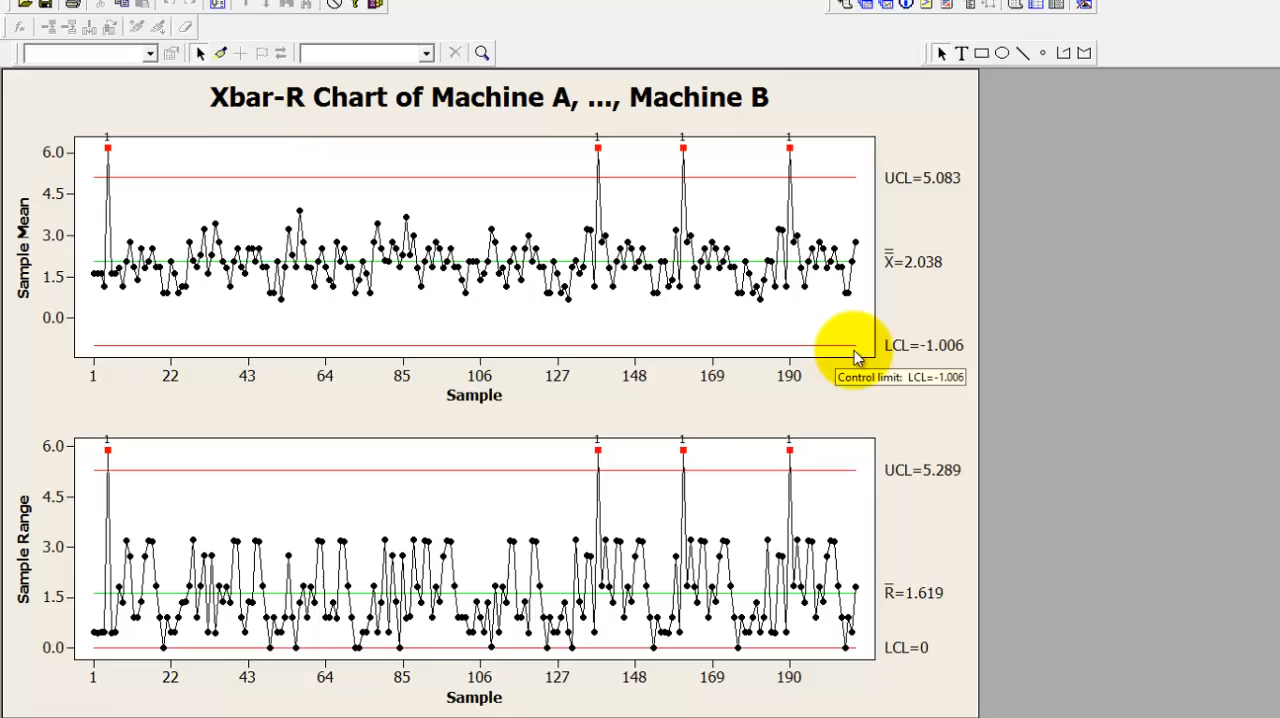 Xbar-R Chart of Machine A, ..., Machine B
1 1 1 1
6.0
4.5
3.0
1.5
0.0
Sample Mean
UCL=5.083
X=2.038
LCL=-1.006
Control limit: LCL=-1.006
1 22 43 64 85 106 127 148 169 190
Sample
1 1 1 1
6.0
4.5
3.0
1.5
0.0
Sample Range
UCL=5.289
R=1.619
LCL=0
1 22 43 64 85 106 127 148 169 190
Sample